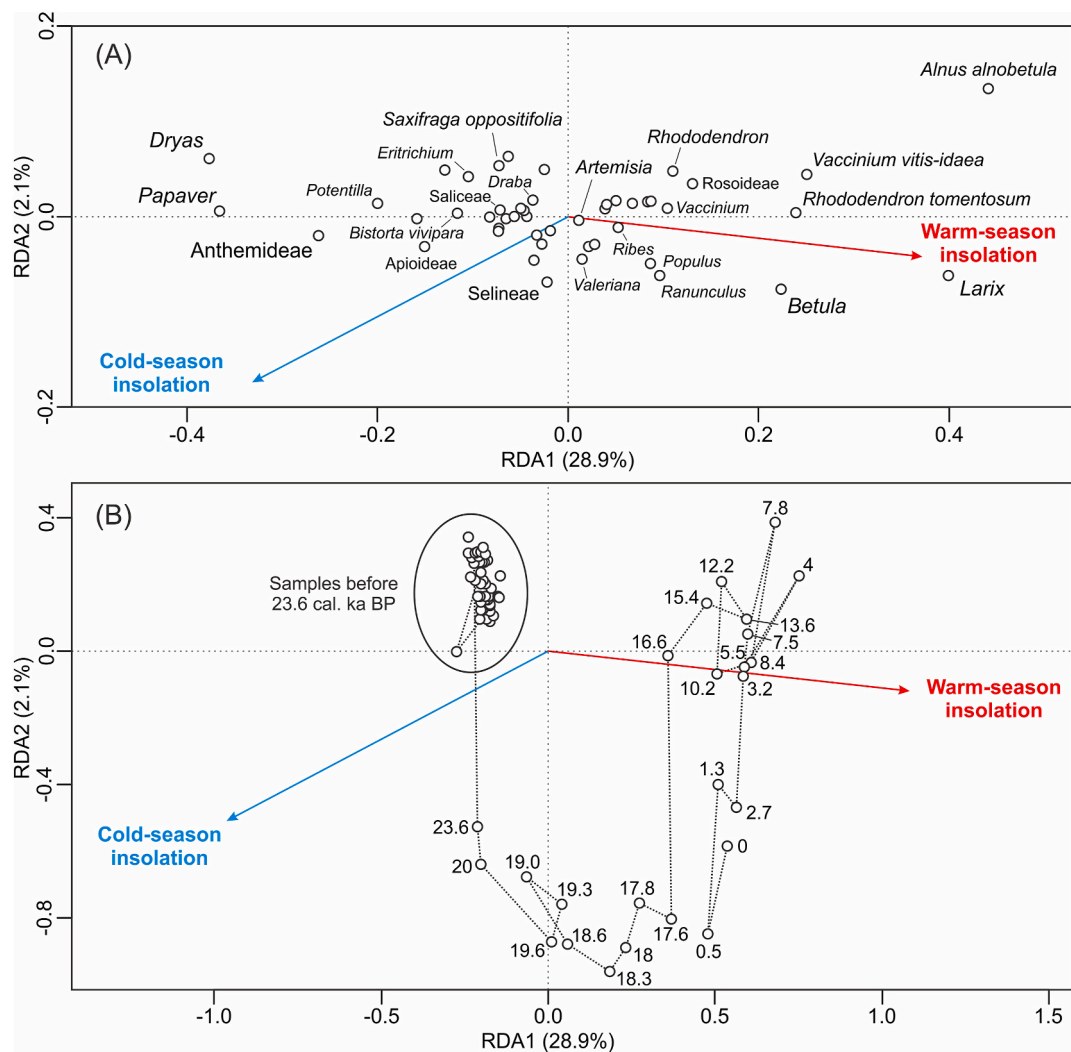 (A)
0.2
0.0
-0.2
RDA2 (2.1%)
Alnus alnobetula
Saxifraga oppositifolia
Dryas
Rhododendron
Eritrichium
Artemisia
Vaccinium vitis-idaea
Papaver
Potentilla
Draba
Rosoideae
Saliceae
Vaccinium
Rhododendron tomentosum
Bistorta vivipara
Warm-season
insolation
Anthemideae
Apioideae
Ribes
Populus
Selineae
Valeriana
Ranunculus
Larix
Betula
Cold-season
insolation
-0.4
-0.2
0.0
0.2
0.4
RDA1 (28.9%)
(B)
0.4
0.0
-0.4
-0.8
RDA2 (2.1%)
7.8
12.2
4
Samples before
23.6 cal. ka BP
15.4
13.6
16.6
7.5
5.5
8.4
10.2
3.2
Warm-season
insolation
1.3
2.7
Cold-season
insolation
23.6
0
20
19.0
19.3
17.8
19.6
18.6
17.6
18
0.5
18.3
-1.0
-0.5
0.0
0.5
1.0
1.5
RDA1 (28.9%)